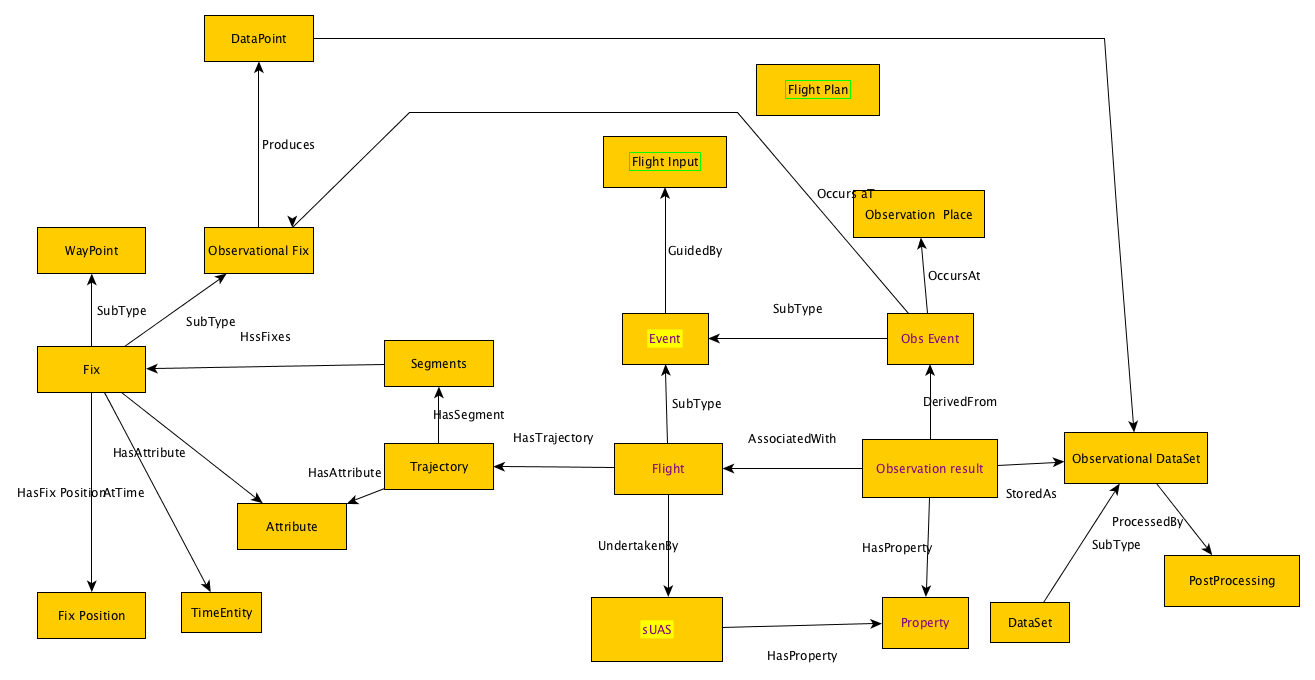 DataPoint
Flight Plan
Produces
Flight Input
Occurs aT
Observation  Place
WayPoint
Observational Fix
GuidedBy
OccursAt
SubType
SubType
HssFixes
SubType
Event
Obs Event
Fix
Segments
SubType
DerivedFrom
HasSegment
HasTrajectory
AssociatedWith
HasAttribute
HasAttribute
Trajectory
Flight
Observation result
Observational DataSet
HasFix Position
AtTime
StoredAs
Attribute
ProcessedBy
UndertakenBy
HasProperty
SubType
PostProcessing
Fix Position
TimeEntity
sUAS
Property
DataSet
HasProperty